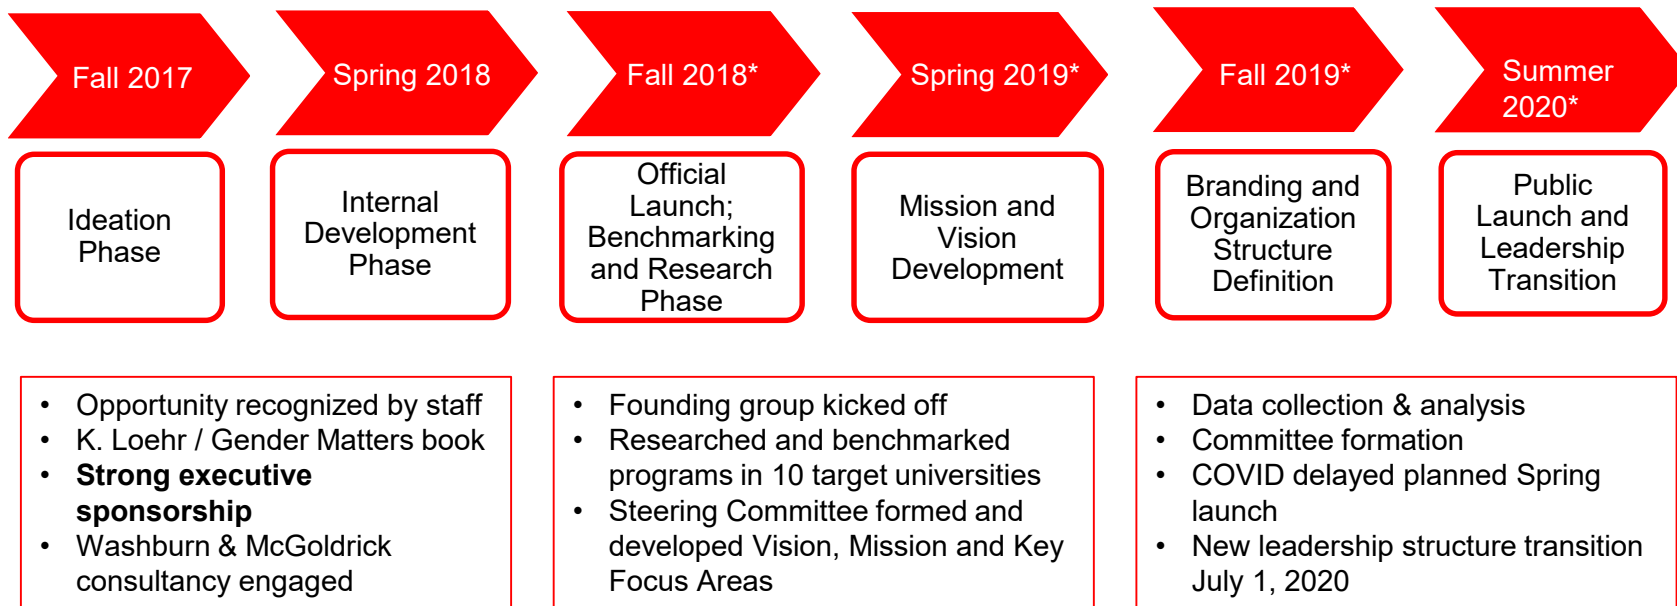 Fall 2017
Spring 2018
Fall 2018*
Spring 2019*
Fall 2019*
Summer
2020*
Ideation
Phase
Internal
Development
Phase
Official
Launch;
Benchmarking
and Research
Phase
Mission and
Vision
Development
Branding and
Organization
Structure
Definition
Public
Launch and
Leadership
Transition
• Opportunity recognized by staff
• K. Loehr / Gender Matters book
• Strong executive
sponsorship
• Washburn & McGoldrick
consultancy engaged
• Founding group kicked off
• Researched and benchmarked
programs in 10 target universities
• Steering Committee formed and
developed Vision, Mission and Key
Focus Areas
• Data collection & analysis
• Committee formation
• COVID delayed planned Spring
launch
• New leadership structure transition
July 1, 2020